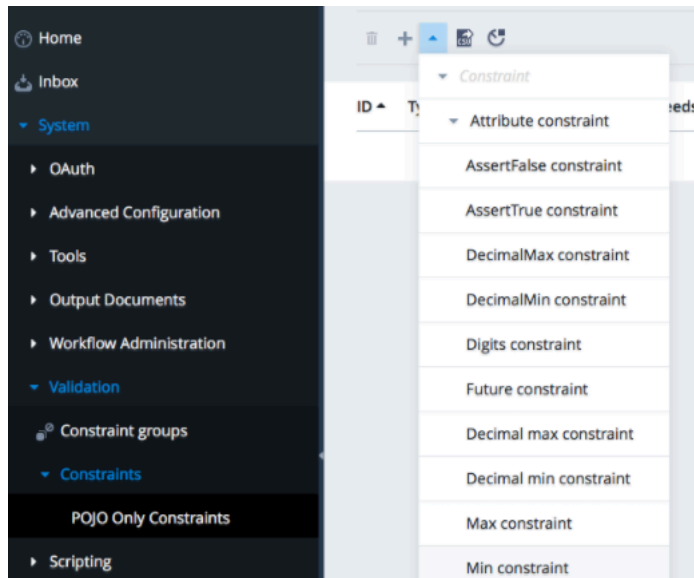 Home
Inbox
System
OAuth
Advanced Configuration
Tools
Output Documents
Workflow Administration
Validation
Constraint groups
Constraints
POJO Only Constraints
Scripting
CSV
Constraint
ID
Attribute constraint
AssertFalse constraint
AssertTrue constraint
DecimalMax constraint
DecimalMin constraint
Digits constraint
Future constraint
Decimal max constraint
Decimal min constraint
Max constraint
Min constraint